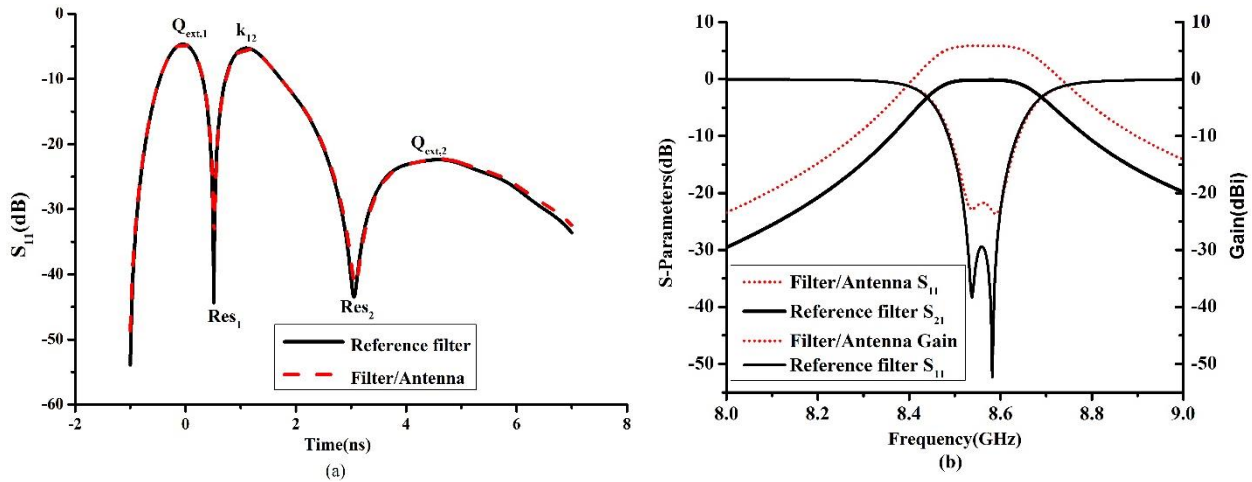 0
-10
-20
-30
-40
-50
-60
S11(dB)
Qext,1
k12
Qext,2
Res1
Res2
Reference filter
Filter/Antenna
-2
0
2
4
6
8
Time(ns)
(a)
10
0
-10
-20
-30
-40
-50
S-Parameters(dB)
10
0
-10
-20
-30
-40
-50
Gain(dBi)
Filter/Antenna S11
Reference filter S21
Filter/Antenna Gain
Reference filter S11
8.0
8.2
8.4
8.6
8.8
9.0
Frequency(GHz)
(b)